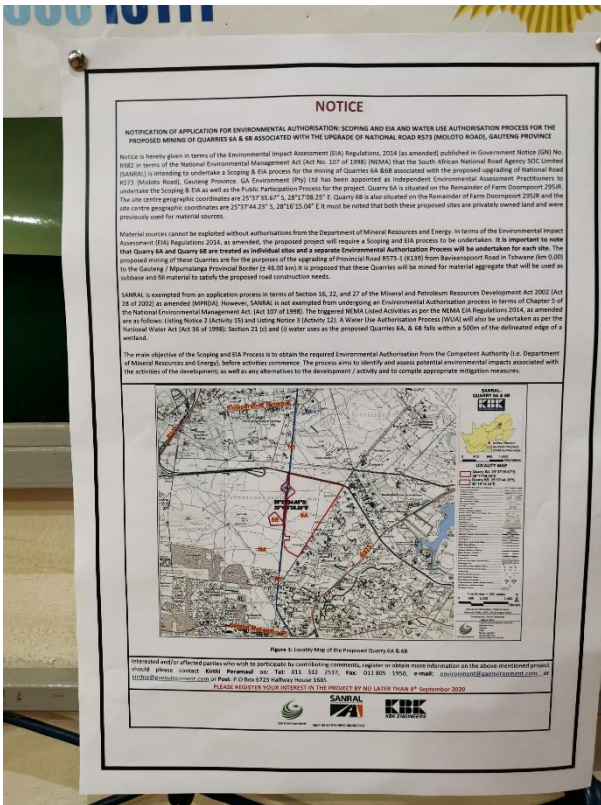 NOTICE
NOTIFICATION OF APPLICATION FOR ENVIRONMENTAL AUTHORISATION: SCOPING AND EIA AND WATER USE AUTHORISATION PROCESS FOR THE
PROPOSED MINING OF QUARRIES 6A & 6B ASSOCIATED WITH THE UPGRADE OF NATIONAL ROAD R573 (MOLOTO ROAD), GAUTENG PROVINCE
Notice is hereby given in terms of the Environmental Impact Assessment (EIA) Regulations, 2014 (as amended) published in Government Notice (GN) No.
R982 in terms of the National Environmental Management Act (Act No. 107 of 1998) (NEMA) that the South African National Road Agency SOC Limited
(SANRAL) is intending to undertake a Scoping & EIA process for the mining of Quarries 6A &6B associated with the proposed upgrading of National Road
R573 (Moloto Road), Gauteng Province. GA Environment (Pty) Ltd has been appointed as Independent Environmental Assessment Practitioners to
undertake the Scoping & EIA as well as the Public Participation Process for the project. Quarry 6A is situated on the Remainder of Farm Doornpoort 295JR.
The site centre geographic coordinates are 25°37'35.67" S, 28°17'08.25" E. Quarry 6B is also situated on the Remainder of Farm Doornpoort 295JR and the
site centre geographic coordinates are 25°37'44.23" S, 28°16'15.04" E It must be noted that both these proposed sites are privately owned land and were
previously used for material sources.
Material sources cannot be exploited without authorisations from the Department of Mineral Resources and Energy. In terms of the Environmental Impact
Assessment (EIA) Regulations 2014, as amended, the proposed project will require a Scoping and EIA process to be undertaken. It is important to note
that Quarry 6A and Quarry 6B are treated as individual sites and a separate Environmental Authorisation Process will be undertaken for each site. The
proposed mining of these Quarries are for the purposes of the upgrading of Provincial Road R573-1 (K139) from Baviaanspoort Road in Tshwane (km 0,00)
to the Gauteng / Mpumalanga Provincial Border (± 46.00 km).It is proposed that these Quarries will be mined for material aggregate that will be used as
subbase and fill material to satisfy the proposed road construction needs.
SANRAL is exempted from an application process in terms of Section 16, 22, and 27 of the Mineral and Petroleum Resources Development Act 2002 (Act
28 of 2002) as amended (MPRDA). However, SANRAL is not exempted from undergoing an Environmental Authorisation process in terms of Chapter 5 of
the National Environmental Management Act. (Act 107 of 1998). The triggered NEMA Listed Activities as per the NEMA EIA Regulations 2014, as amended
are as follows: Listing Notice 2 (Activity 15) and Listing Notice 3 (Activity 12). A Water Use Authorisation Process (WUA) will also be undertaken as per the
National Water Act (Act 36 of 1998): Section 21 (c) and (i) water uses as the proposed Quarries 6A, & 6B falls within a 500m of the delineated edge of a
wetland.
The main objective of the Scoping and EIA Process is to obtain the required Environmental Authorisation from the Competent Authority (i.e. Department
of Mineral Resources and Energy), before activities commence. The process aims to identify and assess potential environmental impacts associated with
the activities of the development; as well as any alternatives to the development / activity and to compile appropriate mitigation measures.
SANRAL
QUARRY 6A & 6B
KBK
LOCALITY MAP
6A
6B
N4
Figure 1: Locality Map of the Proposed Quarry 6A & 6B
Interested and/or affected parties who wish to participate by contributing comments, register or obtain more information on the above mentioned project
should please contact Kirthi Peramaul on: Tel: 011 312 2537, Fax: 011 805 1950, e-mail: environment@gaenvironment.com or
kirthip@gaenvironment.com or Post: P.O Box 6723 Halfway House 1685.
PLEASE REGISTER YOUR INTEREST IN THE PROJECT BY NO LATER THAN 8th September 2020
SANRAL
KBK
KBK ENGINEERS